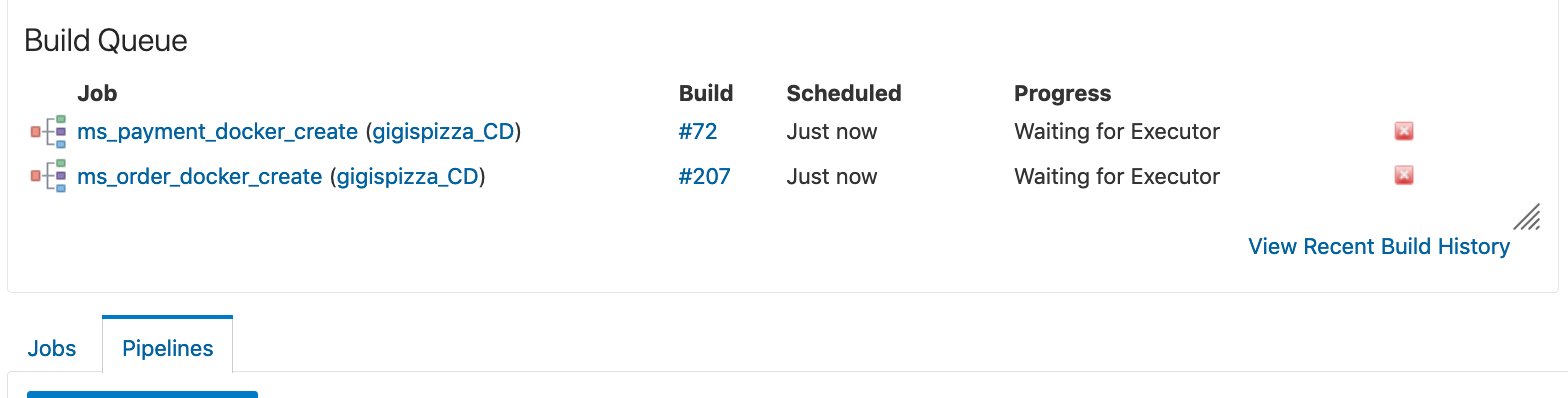 Build Queue
Job Build Scheduled Progress
ms_payment_docker_create (gigispizza_CD) #72 Just now Waiting for Executor
ms_order_docker_create (gigispizza_CD) #207 Just now Waiting for Executor
View Recent Build History
Jobs Pipelines